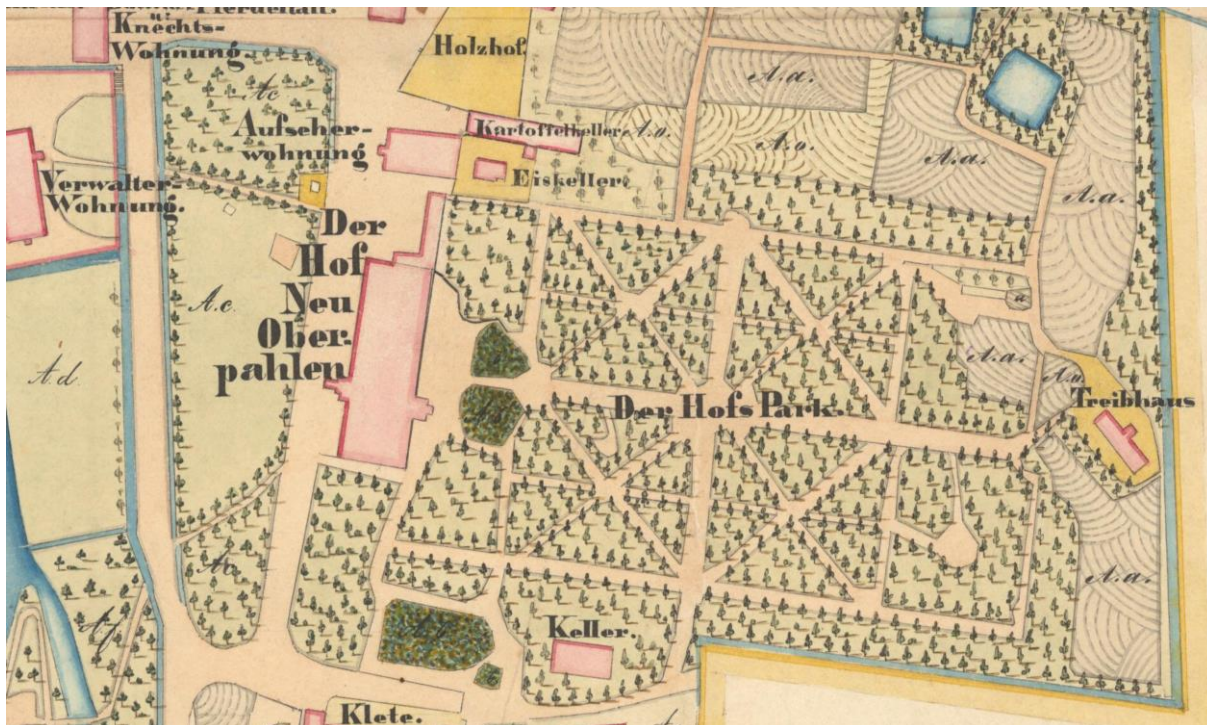 Knechts-
Wohnung.
Holzhof.
Ac
Aufseher-
wohnung
Kartoffelkeller
A.a.
A.o.
A.a.
A.a.
Eiskeller.
Verwalter-
Wohnung.
Der
Hof
Neu
Ober-
pahlen
A.c.
A.d
a
A.a.
Der Hofs Park.
Treibhaus
A.a.
Keller.
Klete.